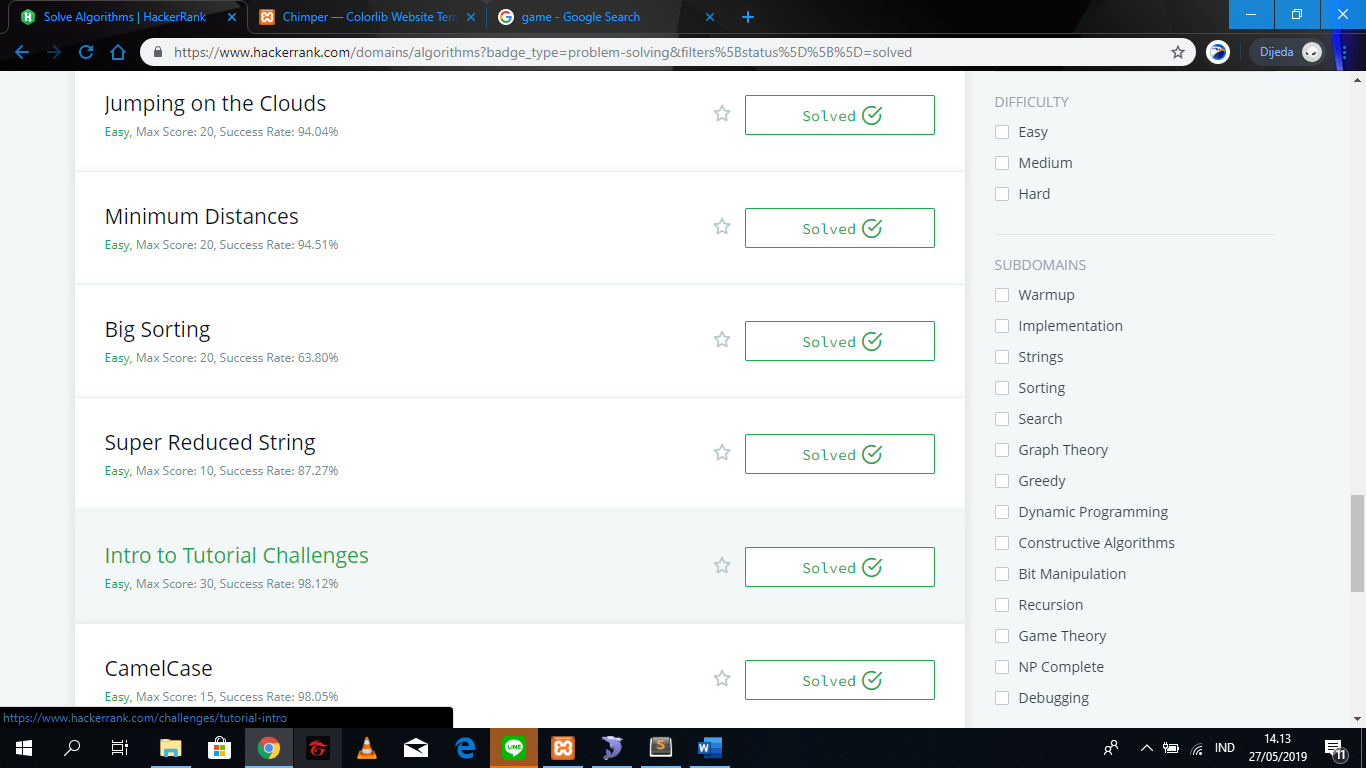 Solve Algorithms | HackerRank
Chimper — Colorlib Website Tem
game - Google Search
https://www.hackerrank.com/domains/algorithms?badge_type=problem-solving&filters%5Bstatus%5D%5B%5D=solved
Dijeda
Jumping on the Clouds
Easy, Max Score: 20, Success Rate: 94.04%
Solved
Minimum Distances
Easy, Max Score: 20, Success Rate: 94.51%
Solved
Big Sorting
Easy, Max Score: 20, Success Rate: 63.80%
Solved
Super Reduced String
Easy, Max Score: 10, Success Rate: 87.27%
Solved
Intro to Tutorial Challenges
Easy, Max Score: 30, Success Rate: 98.12%
Solved
CamelCase
Easy, Max Score: 15, Success Rate: 98.05%
Solved
DIFFICULTY
Easy
Medium
Hard
SUBDOMAINS
Warmup
Implementation
Strings
Sorting
Search
Graph Theory
Greedy
Dynamic Programming
Constructive Algorithms
Bit Manipulation
Recursion
Game Theory
NP Complete
Debugging
https://www.hackerrank.com/challenges/tutorial-intro
LINE
IND
14.13
27/05/2019
11